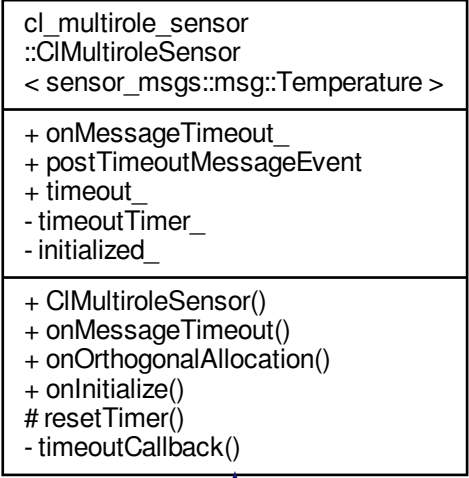 cl_multirole_sensor
::ClMultiroleSensor
< sensor_msgs::msg::Temperature >
+ onMessageTimeout_
+ postTimeoutMessageEvent
+ timeout_
- timeoutTimer_
- initialized_
+ ClMultiroleSensor()
+ onMessageTimeout()
+ onOrthogonalAllocation()
+ onInitialize()
# resetTimer()
- timeoutCallback()